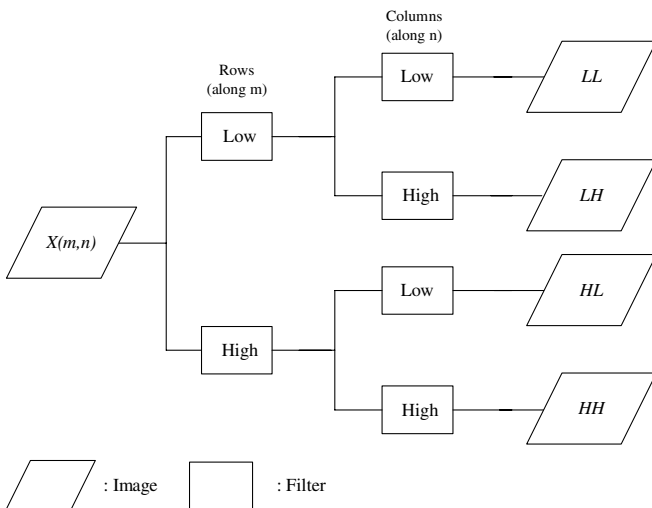 Columns
(along n)
Rows
(along m)
Low
LL
Low
High
LH
X(m,n)
Low
HL
High
High
HH
: Image
: Filter